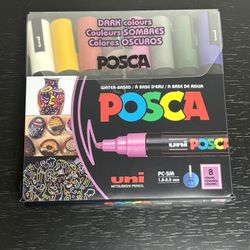 DARK colours
Couleurs SOMBRES
Colores OSCUROS
POSCA
WATER-BASED / A BASE D'EAU / A BASE DE AGUA
POSCA
POSCA
uni
uni
MITSUBISHI PENCIL
PC-5M
1.8-2.5 mm
8